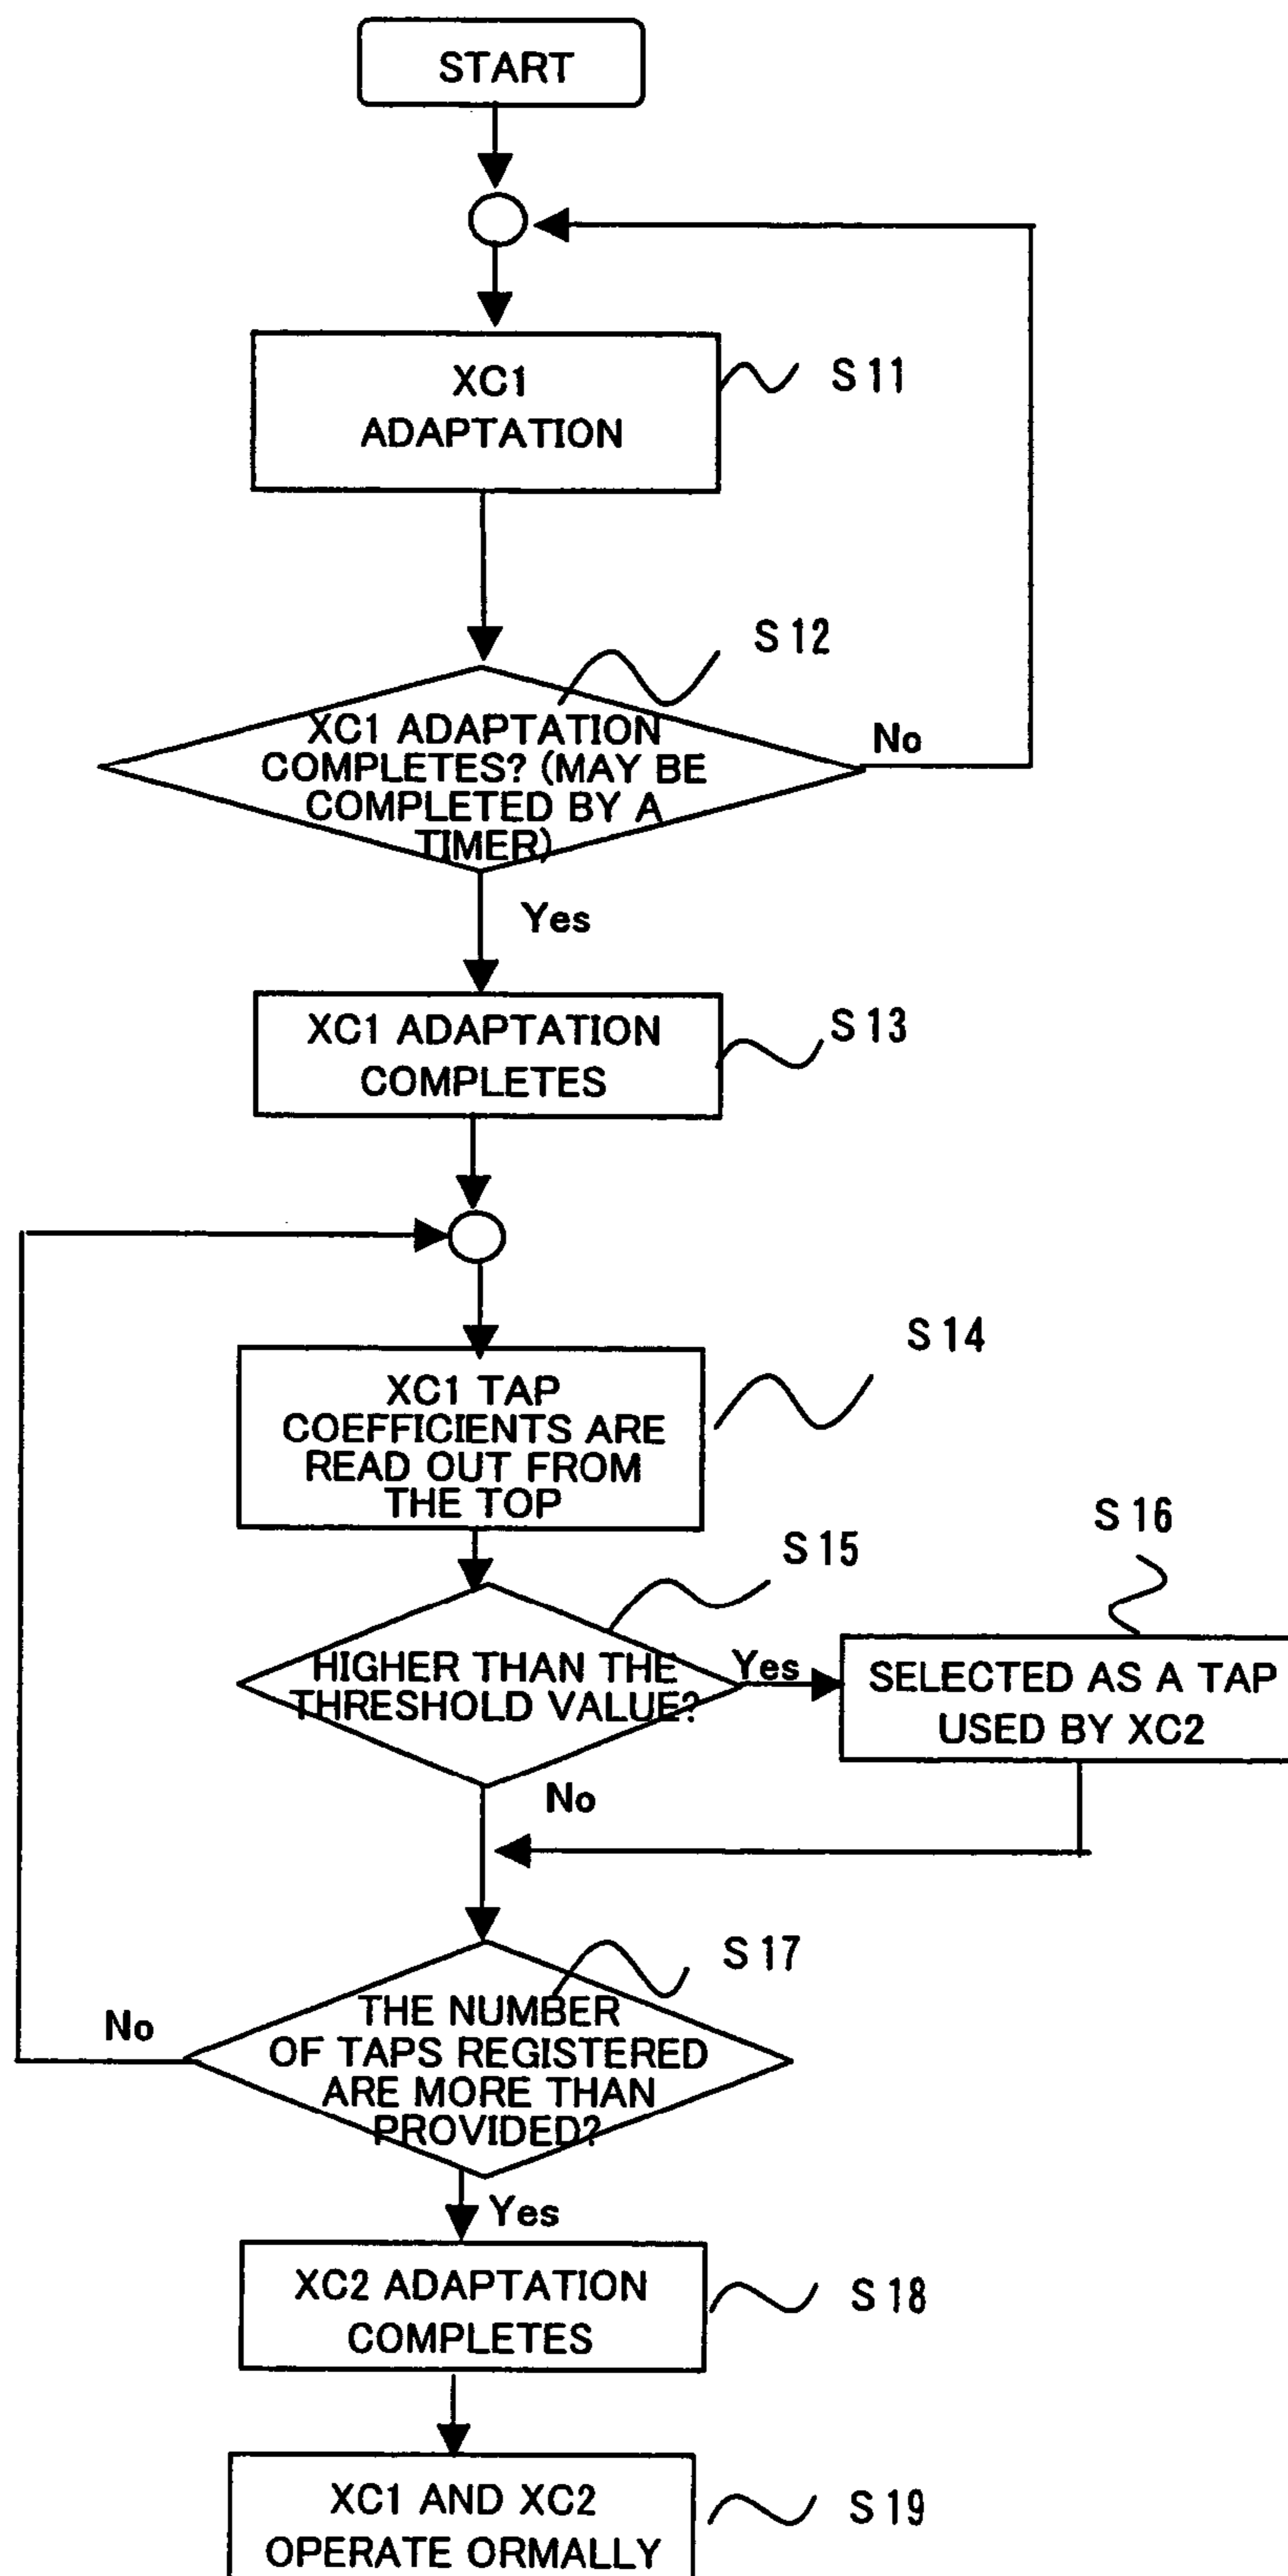 START
XC1
ADAPTATION
S11
S12
XC1 ADAPTATION
COMPLETES? (MAY BE
COMPLETED BY A
TIMER)
No
Yes
XC1 ADAPTATION
COMPLETES
S13
S14
XC1 TAP
COEFFICIENTS ARE
READ OUT FROM
THE TOP
S15
S16
HIGHER THAN THE
THRESHOLD VALUE?
Yes
SELECTED AS A TAP
USED BY XC2
No
S17
THE NUMBER
OF TAPS REGISTERED
ARE MORE THAN
PROVIDED?
No
Yes
XC2 ADAPTATION
COMPLETES
S18
XC1 AND XC2
OPERATE ORMALLY
S19